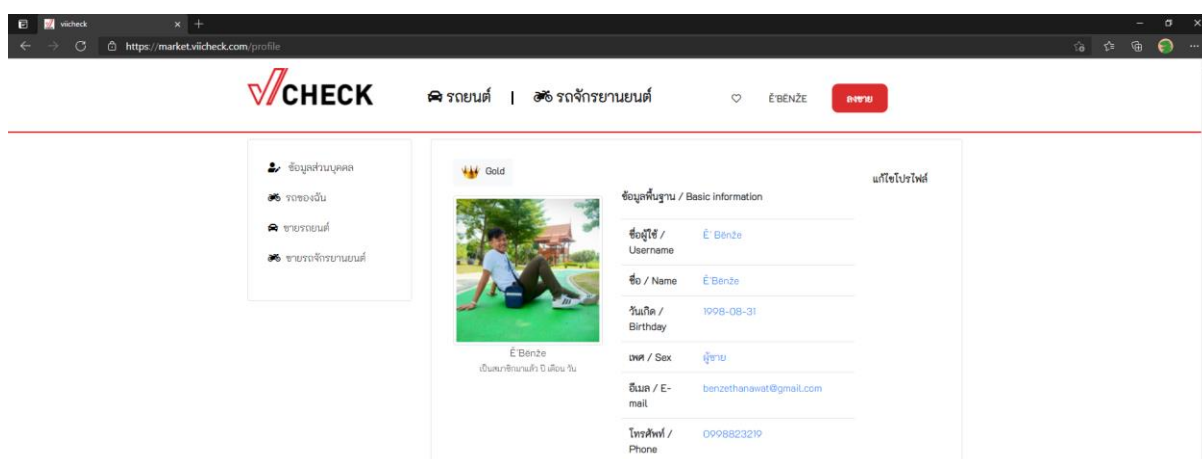 viicheck
https://market.viicheck.com/profile
VCHECK
รถยนต์ | รถจักรยานยนต์
Ē'BĒNŽE
ลงขาย
ข้อมูลส่วนบุคคล
รถของฉัน
ขายรถยนต์
ขายรถจักรยานยนต์
Gold
Ē'Bēnže
เป็นสมาชิกมาแล้ว ปี เดือน วัน
แก้ไขโปรไฟล์
ข้อมูลพื้นฐาน / Basic information
ชื่อผู้ใช้ /
Username
Ē' Bēnže
ชื่อ / Name
Ē'Bēnže
วันเกิด /
Birthday
1998-08-31
เพศ / Sex
ผู้ชาย
อีเมล / E-
mail
benzethanawat@gmail.com
โทรศัพท์ /
Phone
0998823219